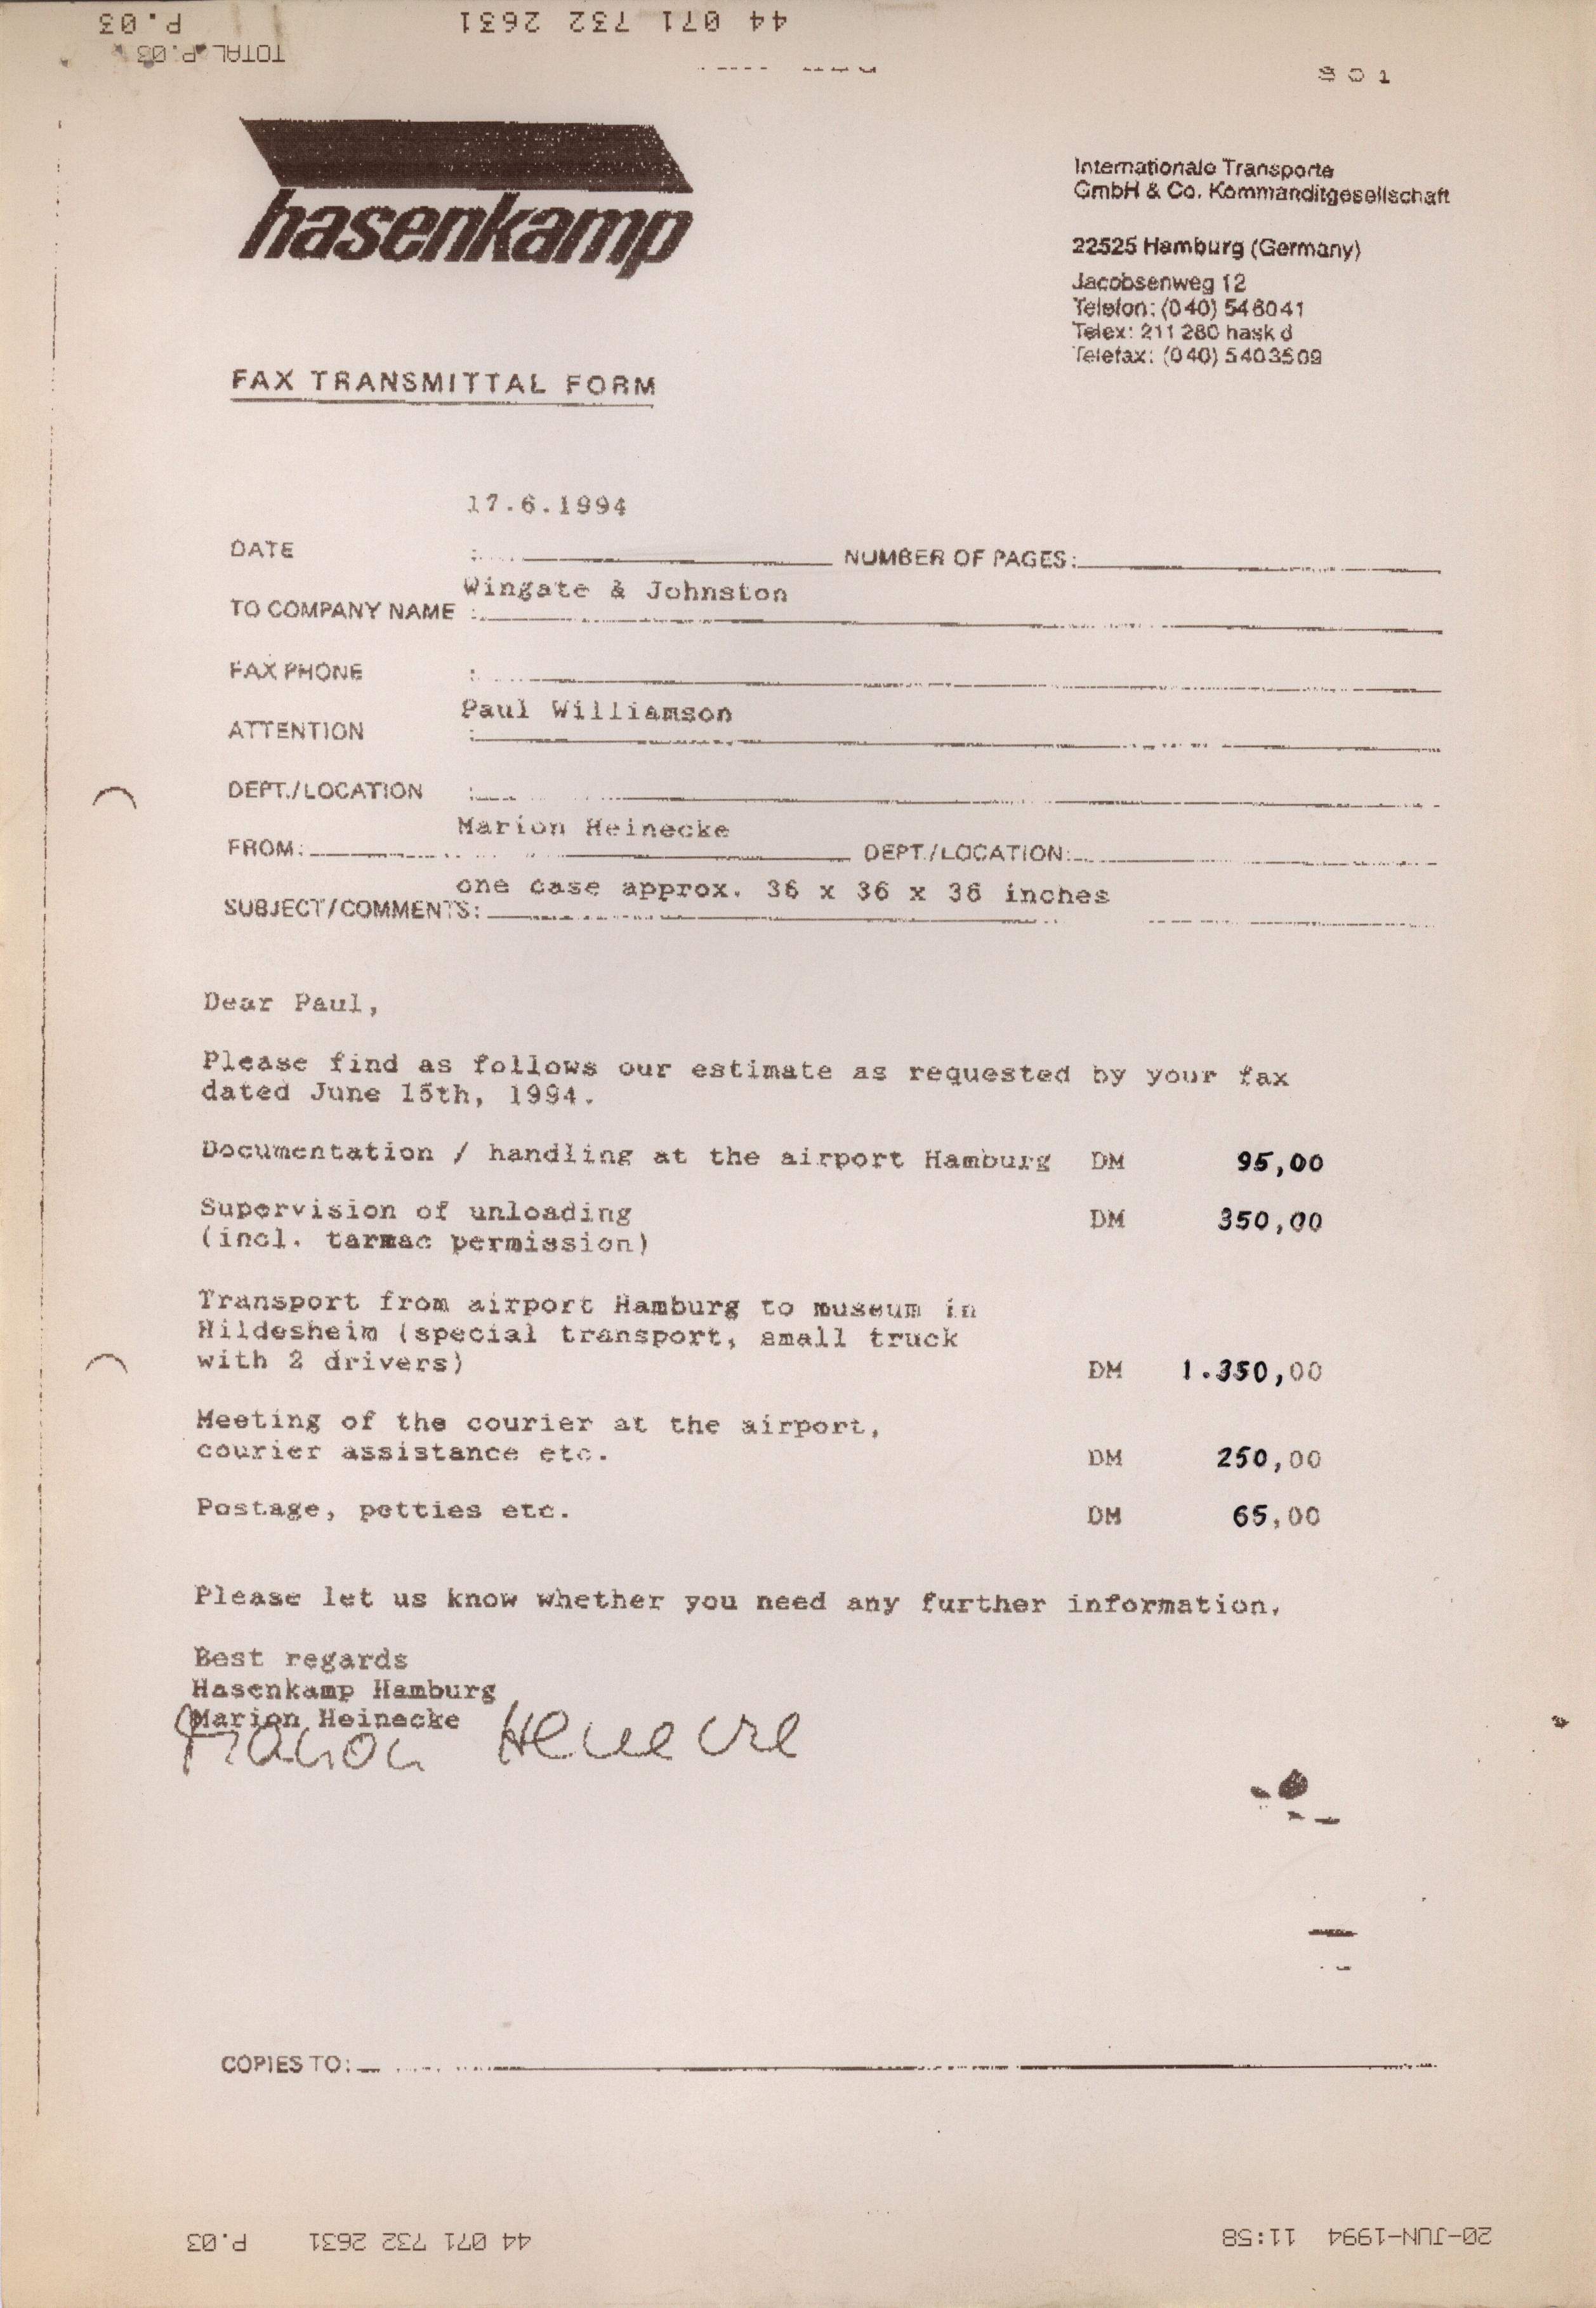 P.03 44 071 732 2631
TOTAL P.03
S O 1
hasenkamp
Internationale Transporte
GmbH & Co. Kommanditgesellschaft
22525 Hamburg (Germany)
Jacobsenweg 12
Telefon: (040) 546041
Telex: 211 280 hask d
Telefax: (040) 5403509
FAX TRANSMITTAL FORM
17.6.1994
DATE : NUMBER OF PAGES:
Wingate & Johnston
TO COMPANY NAME :
FAX PHONE :
Paul Williamson
ATTENTION :
DEPT./LOCATION :
Marion Heinecke
FROM: DEPT./LOCATION:
one case approx. 36 x 36 x 36 inches
SUBJECT/COMMENTS:
Dear Paul,
Please find as follows our estimate as requested by your fax
dated June 15th, 1994.
Documentation / handling at the airport Hamburg DM 95,00
Supervision of unloading DM 350,00
(incl. tarmac permission)
Transport from airport Hamburg to museum in
Hildesheim (special transport, small truck
with 2 drivers) DM 1.350,00
Meeting of the courier at the airport,
courier assistance etc. DM 250,00
Postage, petties etc. DM 65,00
Please let us know whether you need any further information.
Best regards
Hasenkamp Hamburg
Marion Heinecke
Marion Heinecke
COPIES TO:
P.03 44 071 732 2631 20-JUN-1994 11:58